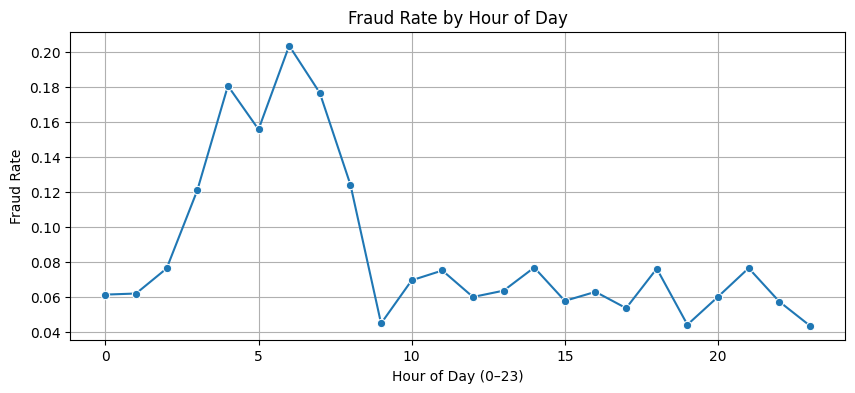 Fraud Rate by Hour of Day
Fraud Rate
0.20
0.18
0.16
0.14
0.12
0.10
0.08
0.06
0.04
0 5 10 15 20
Hour of Day (0–23)